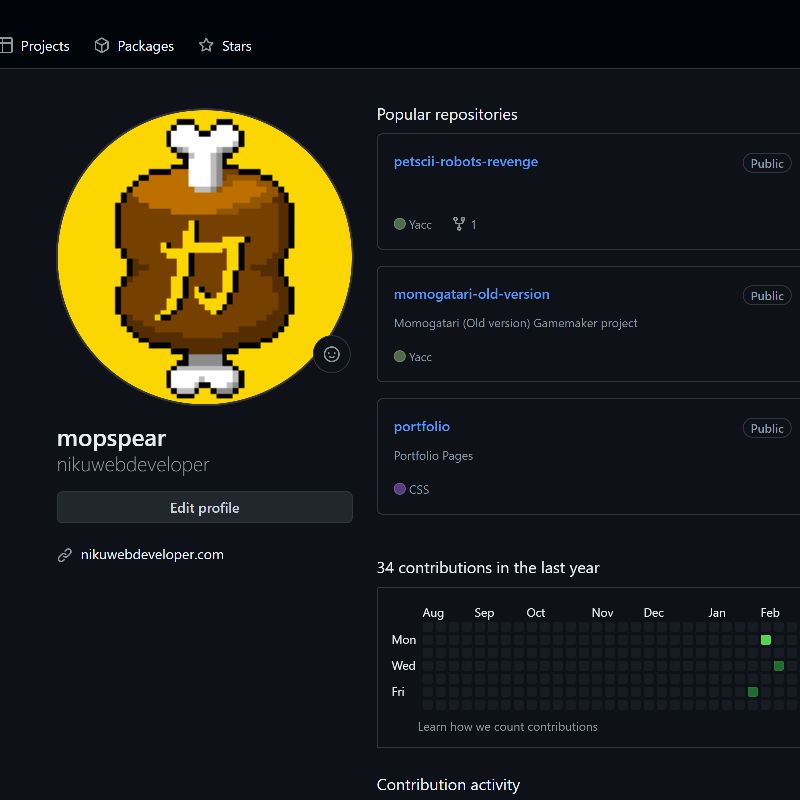 Projects
Packages
Stars
力
mopspear
nikuwebdeveloper
Edit profile
nikuwebdeveloper.com
Popular repositories
petscii-robots-revenge
Public
Yacc
1
momogatari-old-version
Public
Momogatari (Old version) Gamemaker project
Yacc
portfolio
Public
Portfolio Pages
CSS
34 contributions in the last year
Aug Sep Oct Nov Dec Jan Feb
Mon
Wed
Fri
Learn how we count contributions
Contribution activity